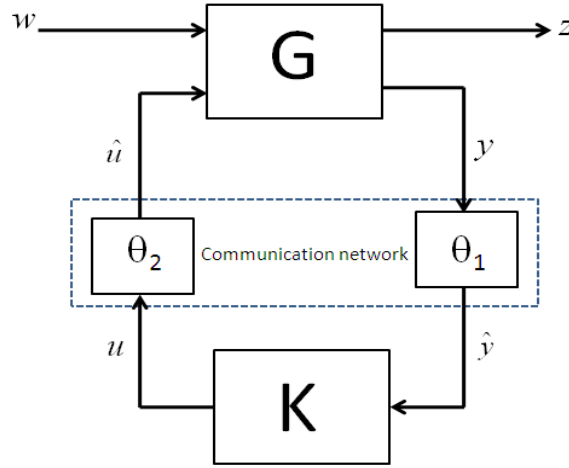 w
G
z
û
y
θ₂
Communication network
θ₁
u
ŷ
K